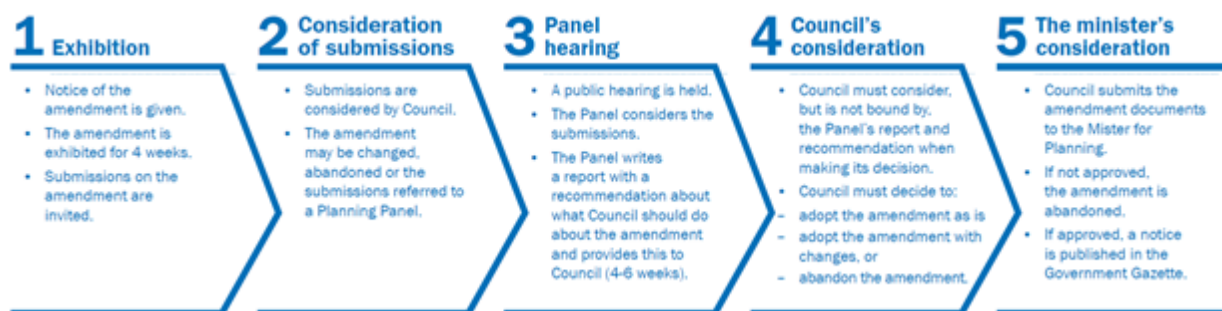 1 Exhibition
• Notice of the
amendment is given.
• The amendment is
exhibited for 4 weeks.
• Submissions on the
amendment are
invited.
2 Consideration
of submissions
• Submissions are
considered by Council.
• The amendment
may be changed,
abandoned or the
submissions referred to
a Planning Panel.
3 Panel
hearing
• A public hearing is held.
• The Panel considers the
submissions.
• The Panel writes
a report with a
recommendation about
what Council should do
about the amendment
and provides this to
Council (4-6 weeks).
4 Council's
consideration
• Council must consider,
but is not bound by,
the Panel's report and
recommendation when
making its decision.
• Council must decide to:
– adopt the amendment as is
– adopt the amendment with
changes, or
– abandon the amendment.
5 The minister's
consideration
• Council submits the
amendment documents
to the Mister for
Planning.
• If not approved,
the amendment is
abandoned.
• If approved, a notice
is published in the
Government Gazette.